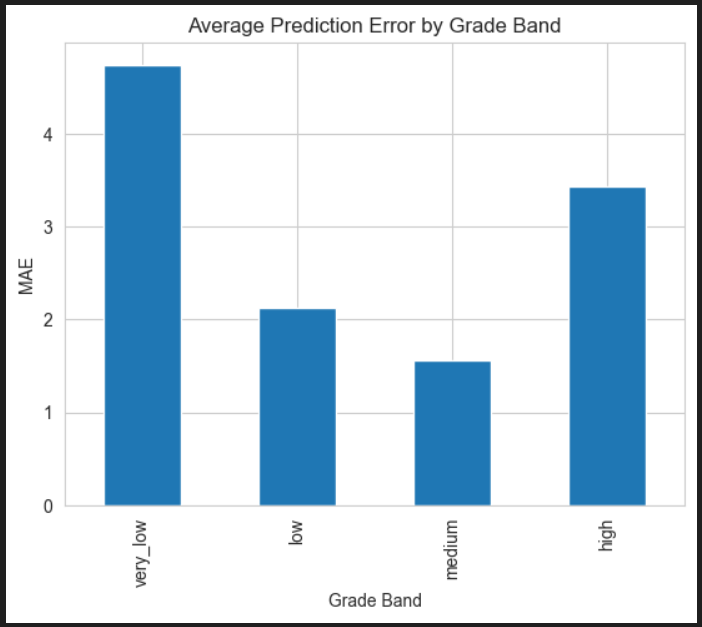 Average Prediction Error by Grade Band
MAE
4
3
2
1
0
very_low
low
medium
high
Grade Band